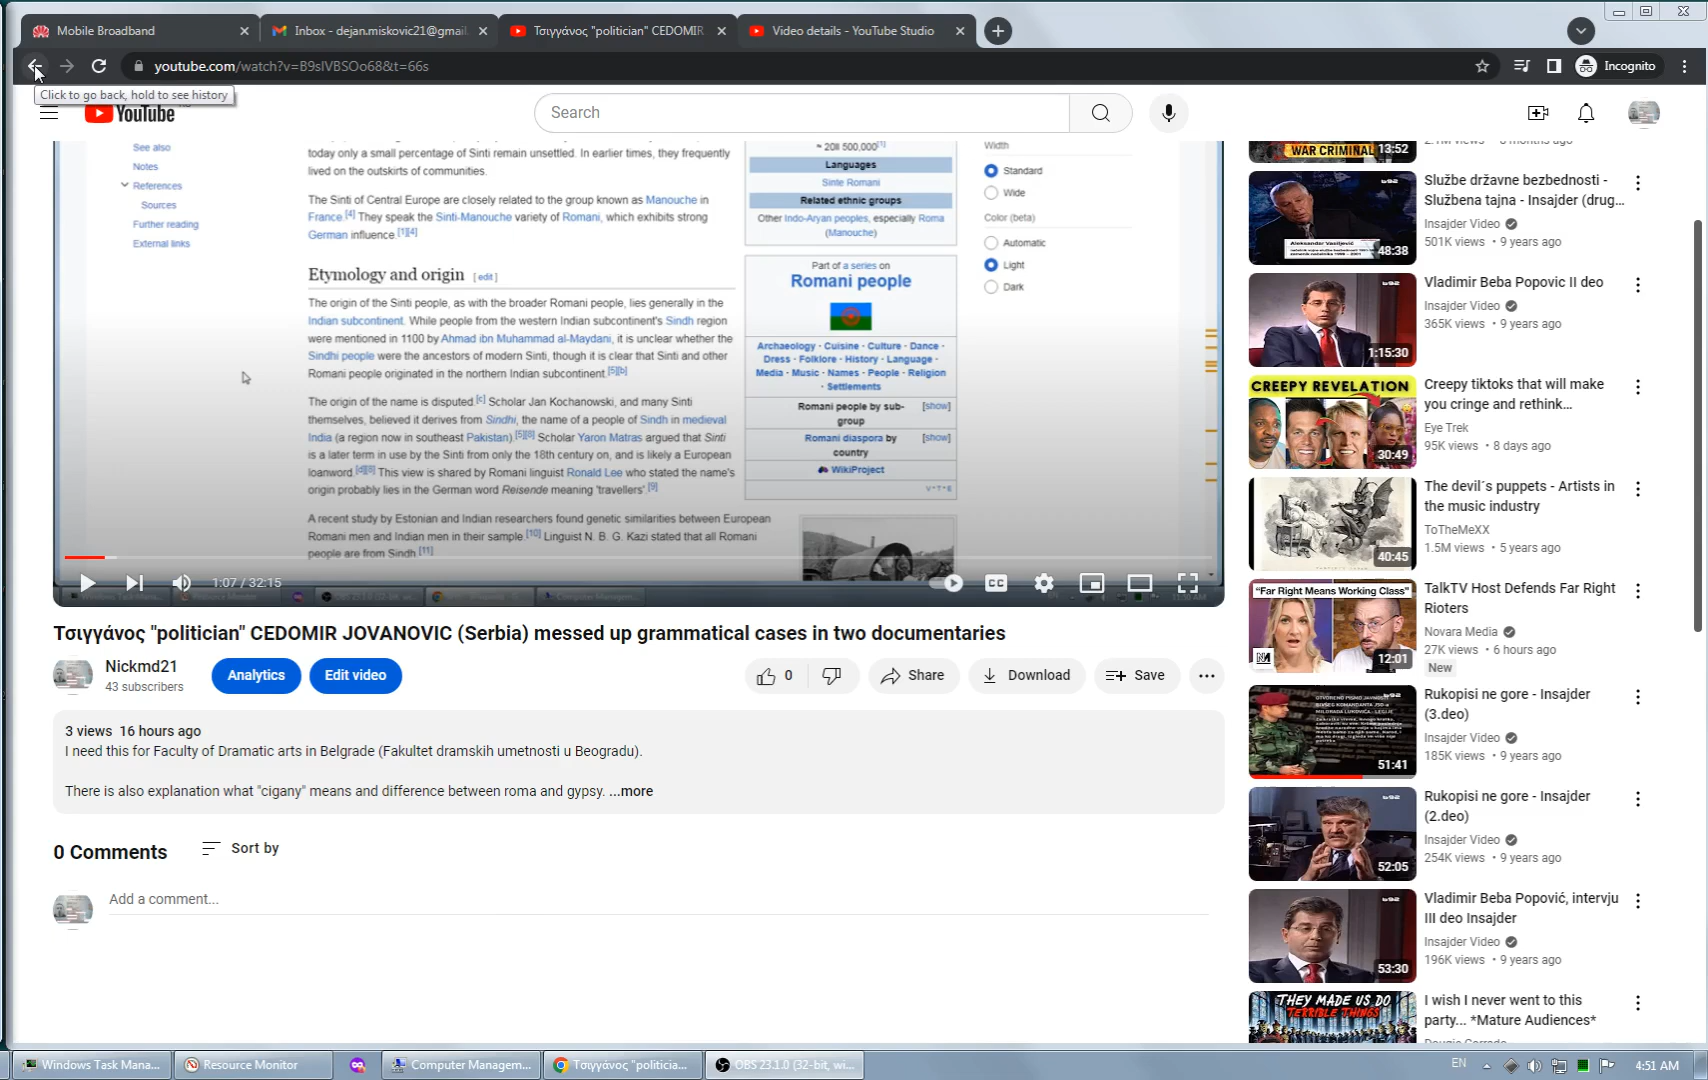 Mobile Broadband
Inbox - dejan.miskovic21@gmail.
Τσιγγάνος "politician" CEDOMIR
Video details - YouTube Studio
youtube.com/watch?v=B9slVBSOo68&t=66s
Incognito
Click to go back, hold to see history
YouTube
Search
See also
Notes
References
Sources
Further reading
External links
today only a small percentage of Sinti remain unsettled. In earlier times, they frequently
lived on the outskirts of communities.
The Sinti of Central Europe are closely related to the group known as Manouche in
France.[4] They speak the Sinti-Manouche variety of Romani, which exhibits strong
German influence.[1][4]
Etymology and origin [edit]
The origin of the Sinti people, as with the broader Romani people, lies generally in the
Indian subcontinent. While people from the western Indian subcontinent's Sindh region
were mentioned in 1100 by Ahmad ibn Muhammad al-Maydani, it is unclear whether the
Sindhi people were the ancestors of modern Sinti, though it is clear that Sinti and other
Romani people originated in the northern Indian subcontinent.[5][b]
The origin of the name is disputed.[c] Scholar Jan Kochanowski, and many Sinti
themselves, believed it derives from Sindhi, the name of a people of Sindh in medieval
India (a region now in southeast Pakistan).[5][8] Scholar Yaron Matras argued that Sinti
is a later term in use by the Sinti from only the 18th century on, and is likely a European
loanword.[d][8] This view is shared by Romani linguist Ronald Lee who stated the name's
origin probably lies in the German word Reisende meaning 'travellers'.[9]
A recent study by Estonian and Indian researchers found genetic similarities between European
Romani men and Indian men in their sample.[10] Linguist N. B. G. Kazi stated that all Romani
people are from Sindh.[11]
500,000[1]
Languages
Sinte Romani
Related ethnic groups
Other Indo-Aryan peoples, especially Roma
(Manouche)
Part of a series on
Romani people
Archaeology · Cuisine · Culture · Dance ·
Dress · Folklore · History · Language ·
Media · Music · Names · People · Religion
· Settlements
Romani people by sub-
group
[show]
Romani diaspora by
country
[show]
WikiProject
V·T·E
Width
Standard
Wide
Color (beta)
Automatic
Light
Dark
1:07 / 32:15
CC
Τσιγγάνος "politician" CEDOMIR JOVANOVIC (Serbia) messed up grammatical cases in two documentaries
Nickmd21
43 subscribers
Analytics
Edit video
0
Share
Download
Save
3 views 16 hours ago
I need this for Faculty of Dramatic arts in Belgrade (Fakultet dramskih umetnosti u Beogradu).
There is also explanation what "cigany" means and difference between roma and gypsy. ...more
0 Comments
Sort by
Add a comment...
WAR CRIMINAL
13:52
Službe državne bezbednosti -
Službena tajna - Insajder (drug...
Insajder Video
501K views • 9 years ago
Aleksandar Vasiljević
48:38
Vladimir Beba Popovic II deo
Insajder Video
365K views • 9 years ago
1:15:30
CREEPY REVELATION
30:49
Creepy tiktoks that will make
you cringe and rethink...
Eye Trek
95K views • 8 days ago
The devil´s puppets - Artists in
the music industry
ToTheMeXX
1.5M views • 5 years ago
40:45
"Far Right Means Working Class"
12:01
TalkTV Host Defends Far Right
Rioters
Novara Media
27K views • 6 hours ago
New
Rukopisi ne gore - Insajder
(3.deo)
Insajder Video
185K views • 9 years ago
51:41
Rukopisi ne gore - Insajder
(2.deo)
Insajder Video
254K views • 9 years ago
52:05
Vladimir Beba Popović, intervju
III deo Insajder
Insajder Video
196K views • 9 years ago
53:30
THEY MADE US DO
TERRIBLE THINGS
I wish I never went to this
party... *Mature Audiences*
Windows Task Mana...
Resource Monitor
Computer Managem...
Τσιγγάνος "politicia...
OBS 23.1.0 (32-bit, wi...
EN
4:51 AM